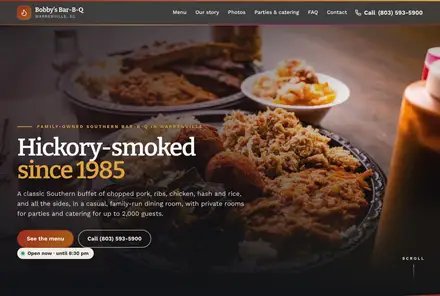 Bobby's Bar-B-Q
WARRENVILLE, SC
Menu Our story Photos Parties & catering FAQ Contact Call (803) 593-5900
FAMILY-OWNED SOUTHERN BAR-B-Q IN WARRENVILLE
Hickory-smoked
since 1985
A classic Southern buffet of chopped pork, ribs, chicken, hash and rice,
and all the sides, in a casual, family-run dining room, with private rooms
for parties and catering for up to 2,000 guests.
See the menu Call (803) 593-5900
Open now · until 8:30 pm
SCROLL